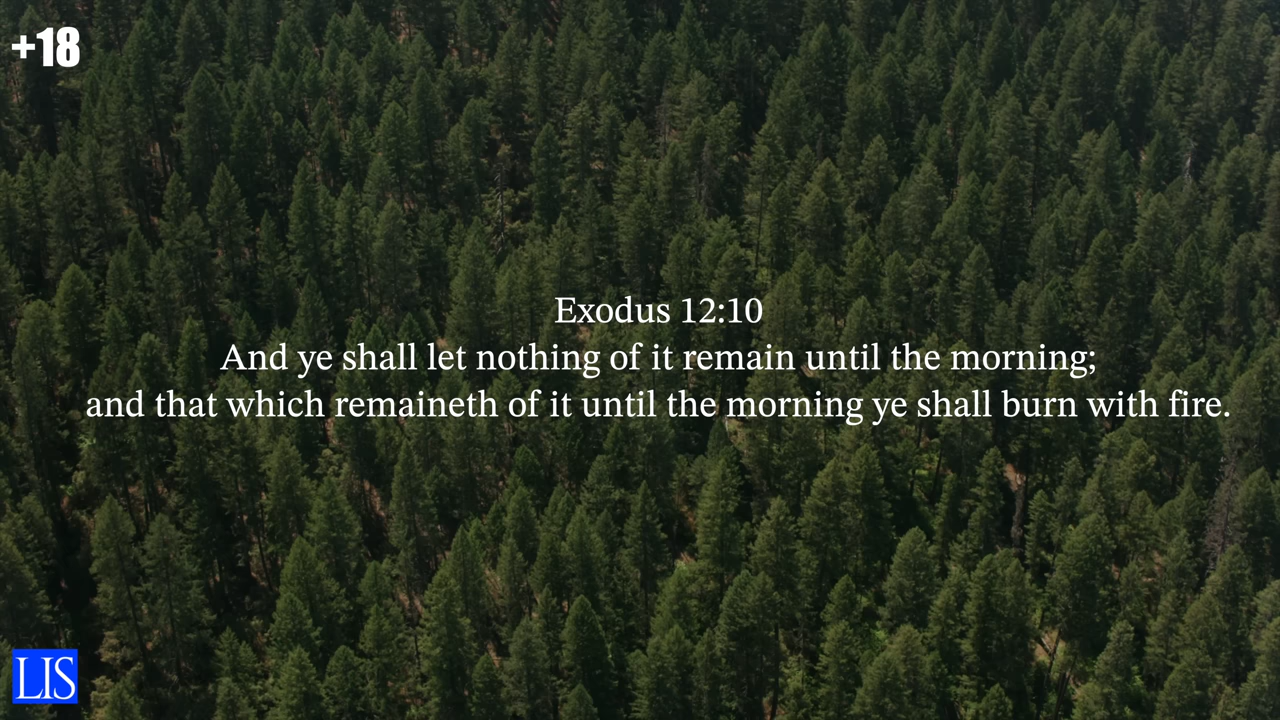 +18
Exodus 12:10
And ye shall let nothing of it remain until the morning;
and that which remaineth of it until the morning ye shall burn with fire.
LIS